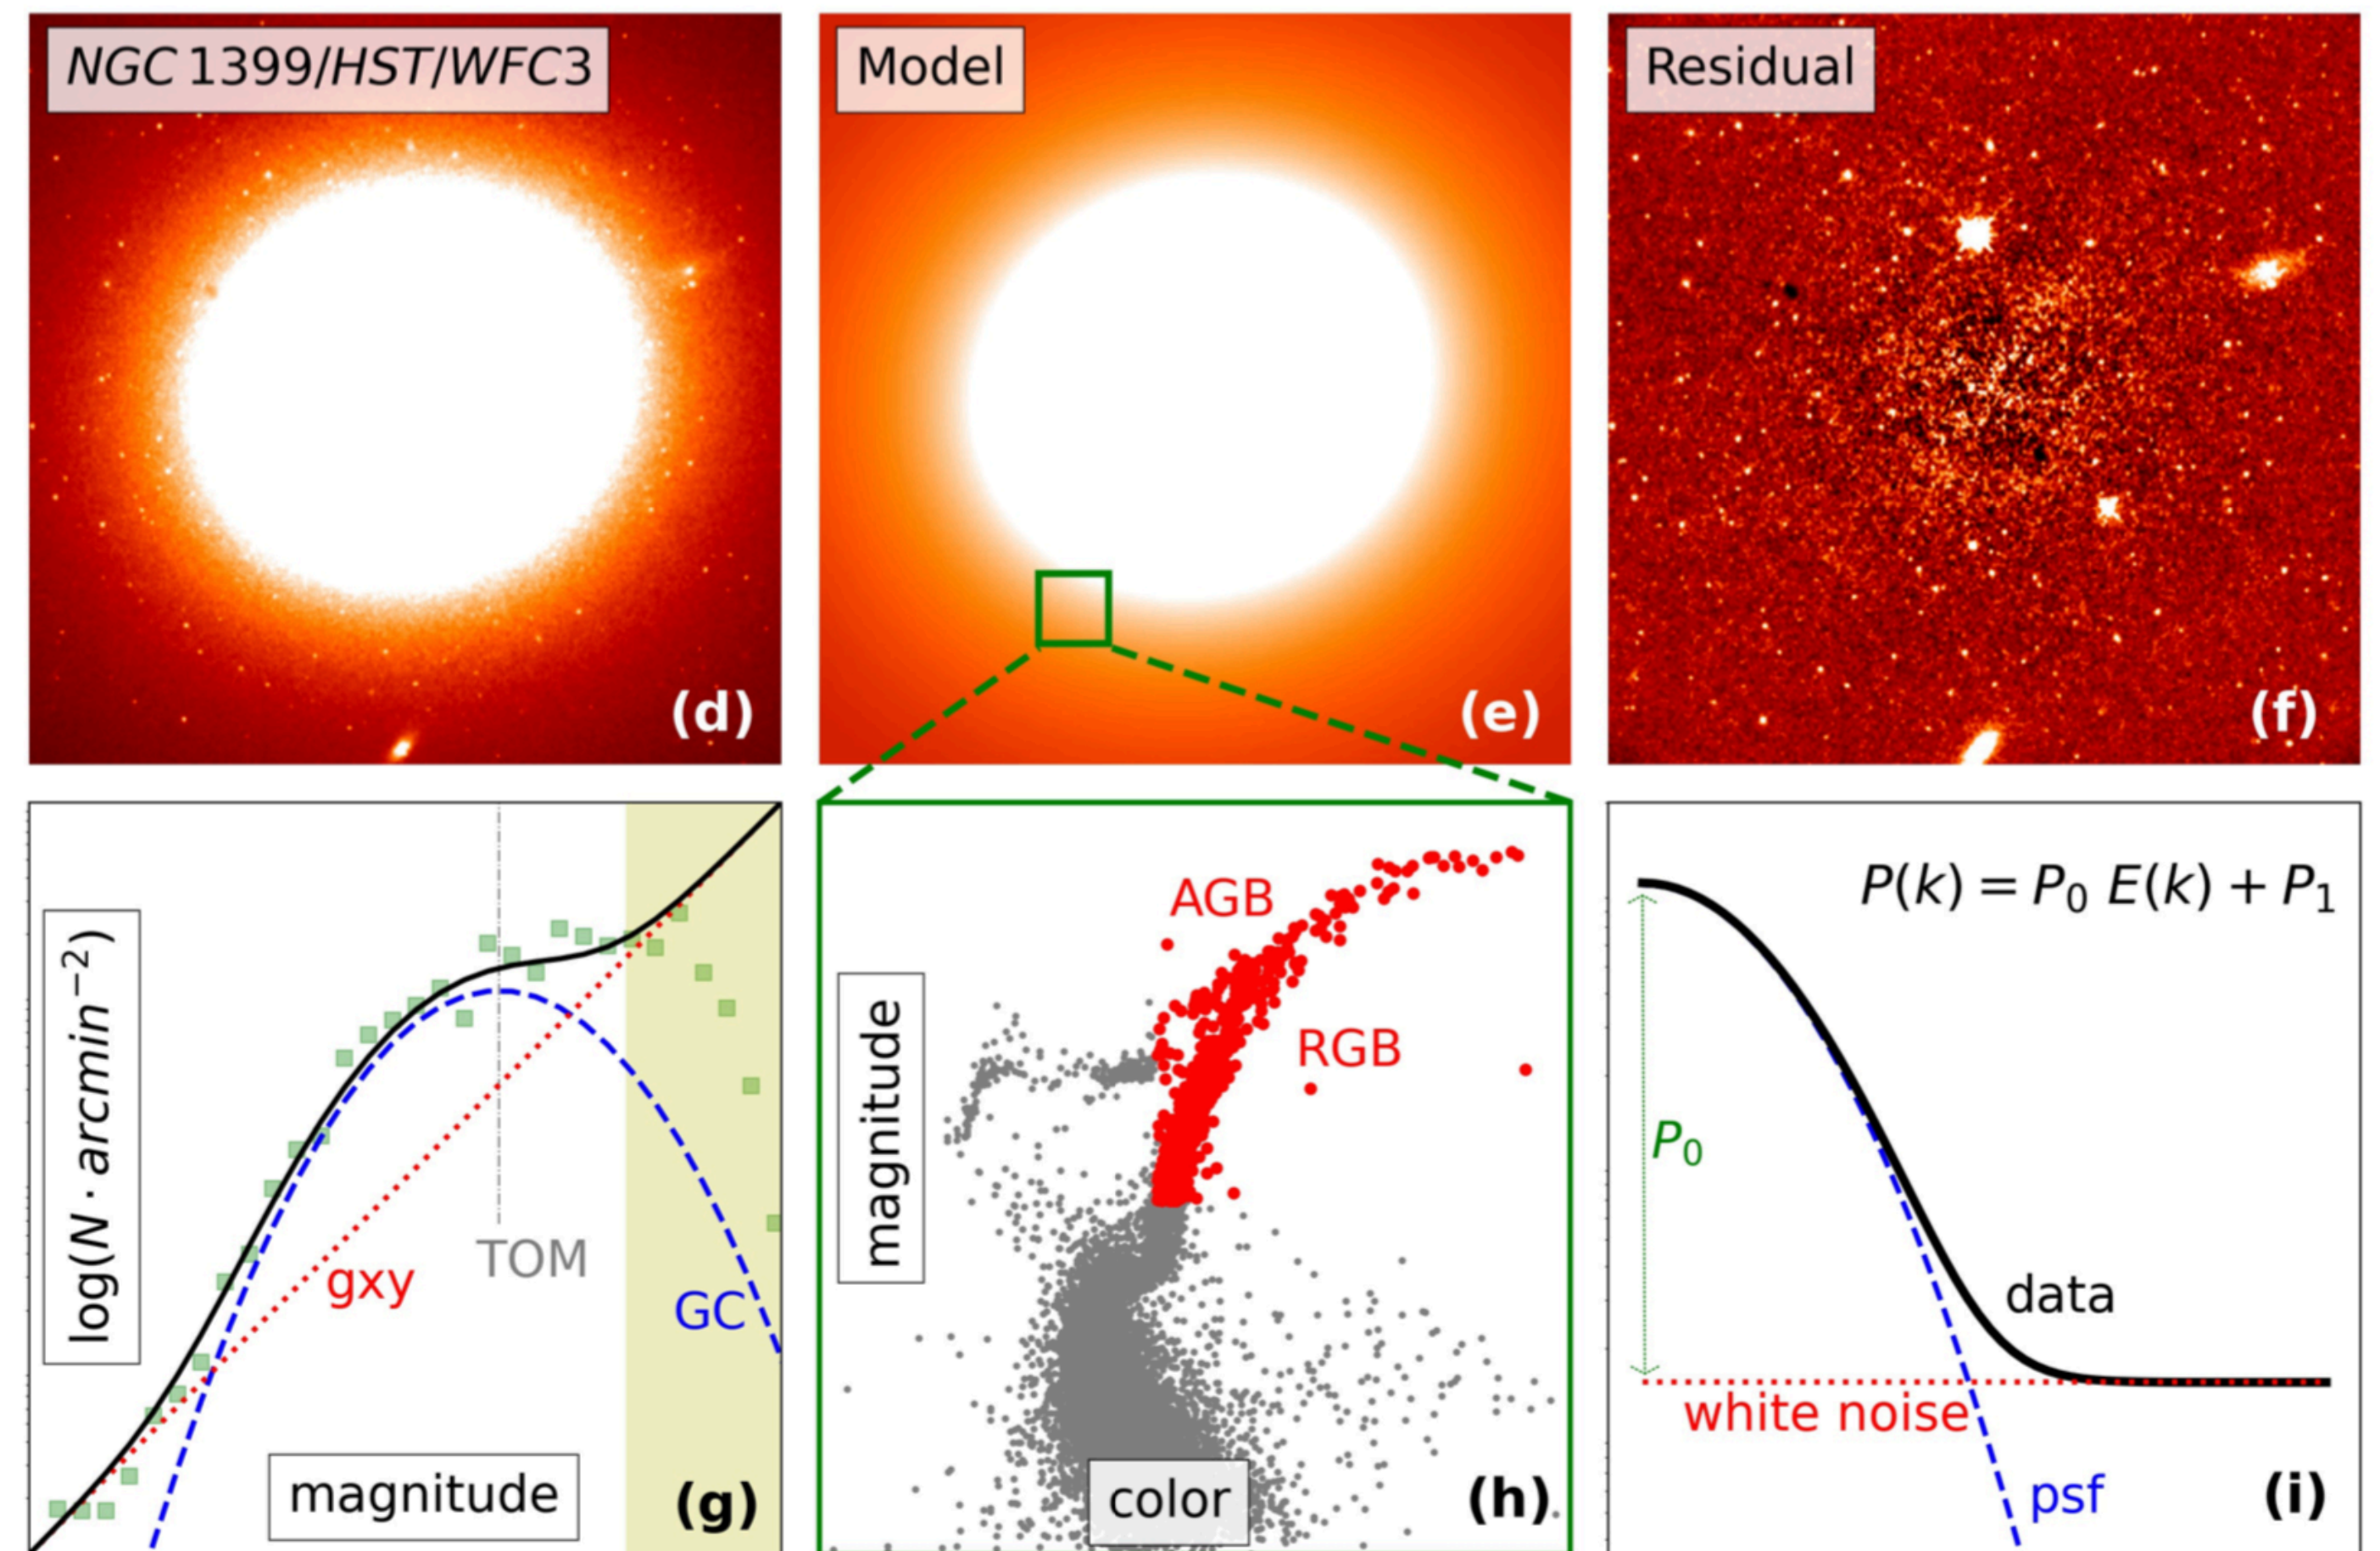 NGC 1399/HST/WFC3
(d)
Model
(e)
Residual
(f)
log(N · arcmin⁻²)
gxy
TOM
GC
magnitude
(g)
magnitude
AGB
RGB
color
(h)
P(k) = P₀ E(k) + P₁
P₀
data
white noise
psf
(i)